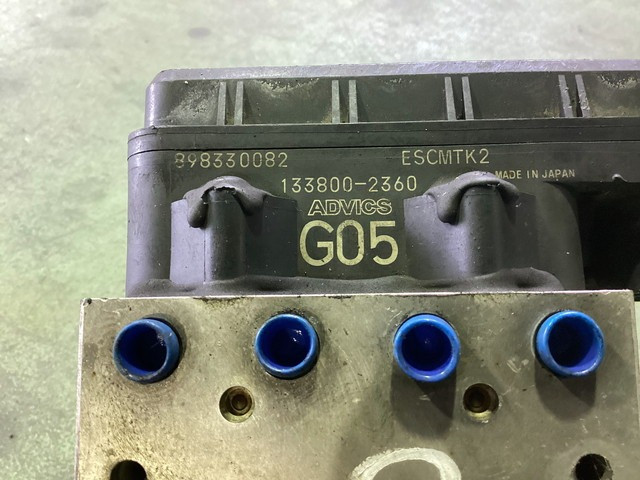 898330082 ESCMTK2
MADE IN JAPAN
133800-2360
ADVICS
G05